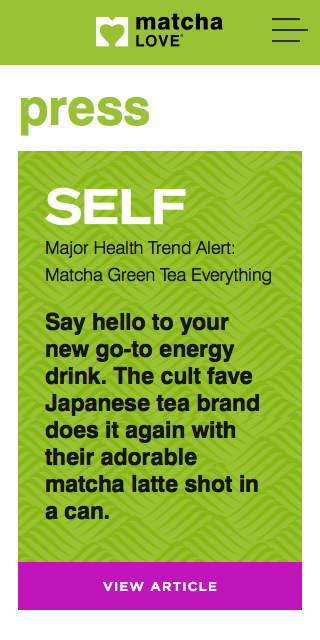 matcha
LOVE®
press
SELF
Major Health Trend Alert:
Matcha Green Tea Everything
Say hello to your
new go-to energy
drink. The cult fave
Japanese tea brand
does it again with
their adorable
matcha latte shot in
a can.
VIEW ARTICLE